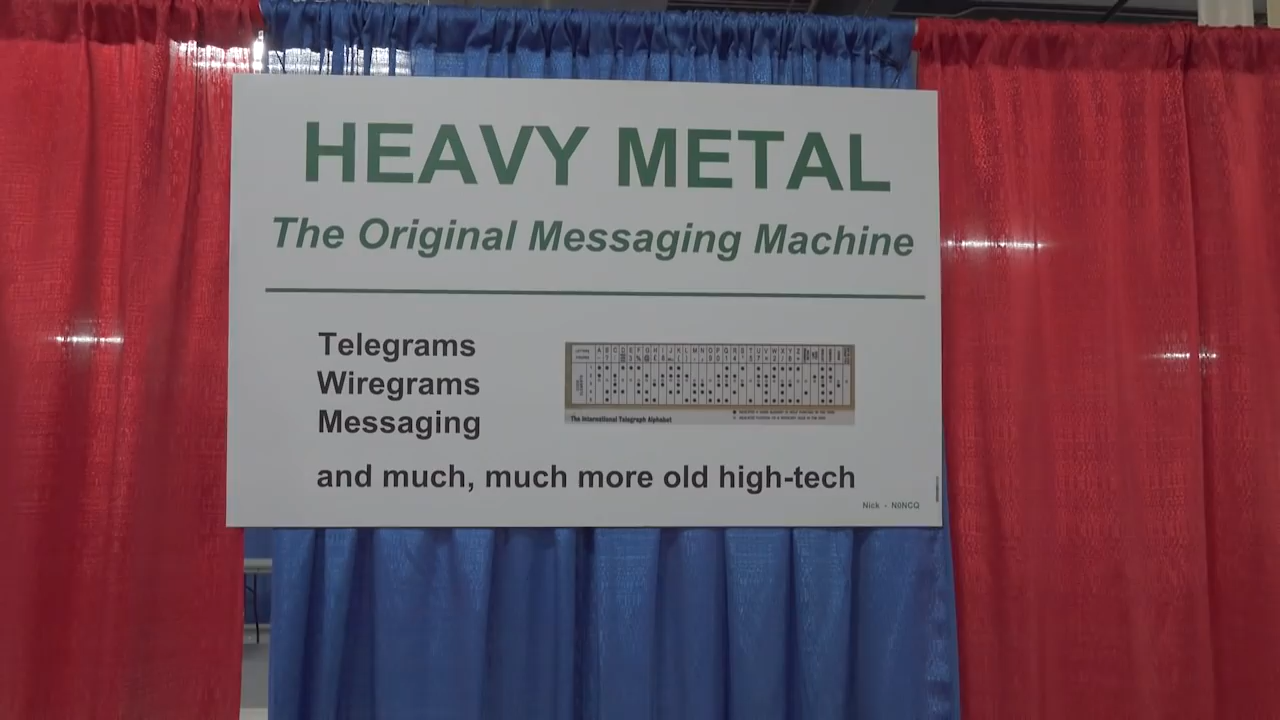 HEAVY METAL
The Original Messaging Machine
Telegrams
Wiregrams
Messaging
The International Telegraph Alphabet
and much, much more old high-tech
Nick - N0NCQ